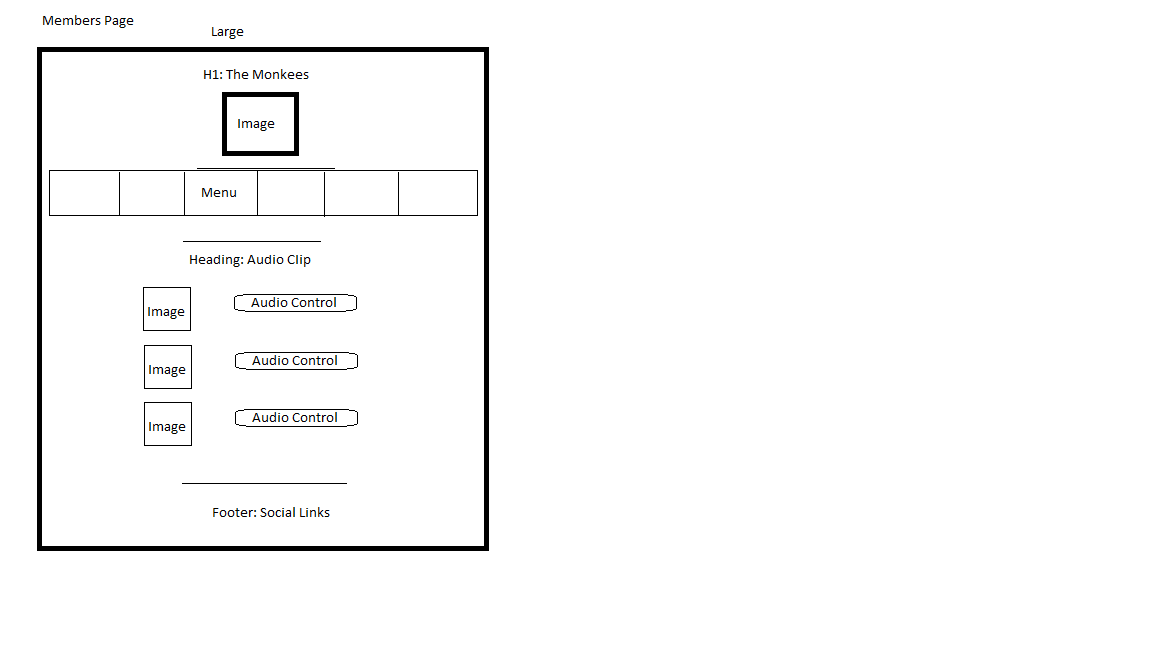 Members Page
Large
H1: The Monkees
Image
Menu
Heading: Audio Clip
Image
Audio Control
Image
Audio Control
Image
Audio Control
Footer: Social Links